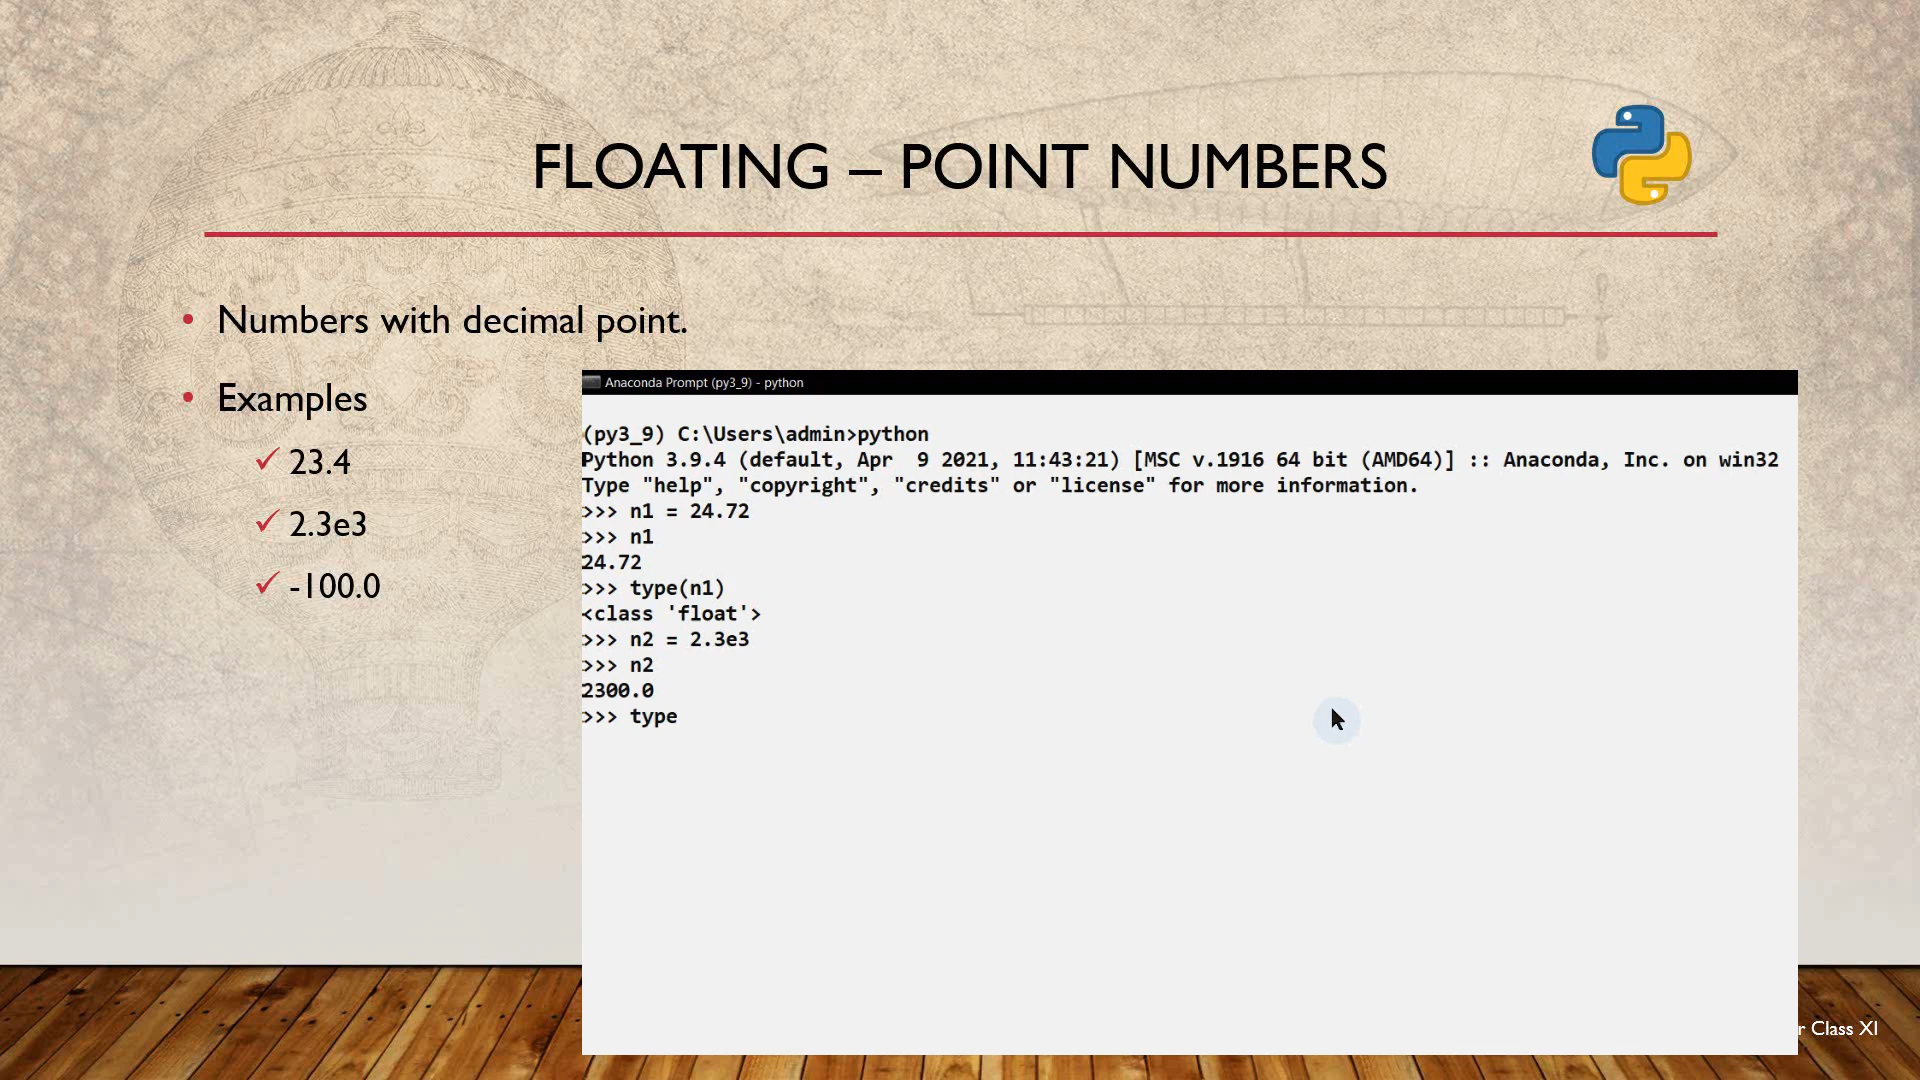 FLOATING – POINT NUMBERS
• Numbers with decimal point.
• Examples
✓ 23.4
✓ 2.3e3
✓ -100.0
Anaconda Prompt (py3_9) - python
(py3_9) C:\Users\admin>python
Python 3.9.4 (default, Apr  9 2021, 11:43:21) [MSC v.1916 64 bit (AMD64)] :: Anaconda, Inc. on win32
Type "help", "copyright", "credits" or "license" for more information.
>>> n1 = 24.72
>>> n1
24.72
>>> type(n1)
<class 'float'>
>>> n2 = 2.3e3
>>> n2
2300.0
>>> type
Class XI